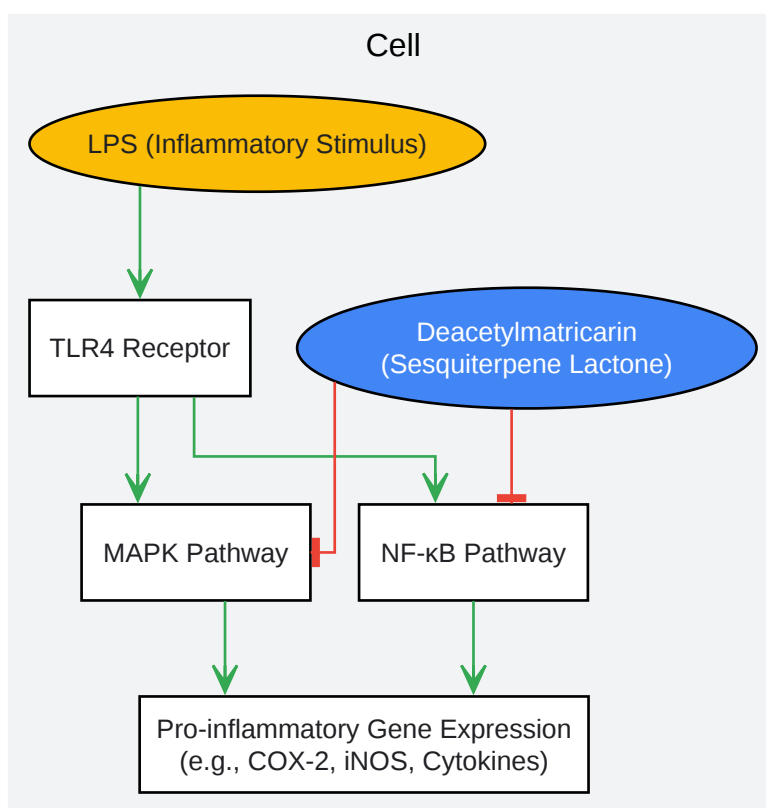 Cell
LPS (Inflammatory Stimulus)
TLR4 Receptor
Deacetylmatricarin
(Sesquiterpene Lactone)
MAPK Pathway
NF-κB Pathway
Pro-inflammatory Gene Expression
(e.g., COX-2, iNOS, Cytokines)